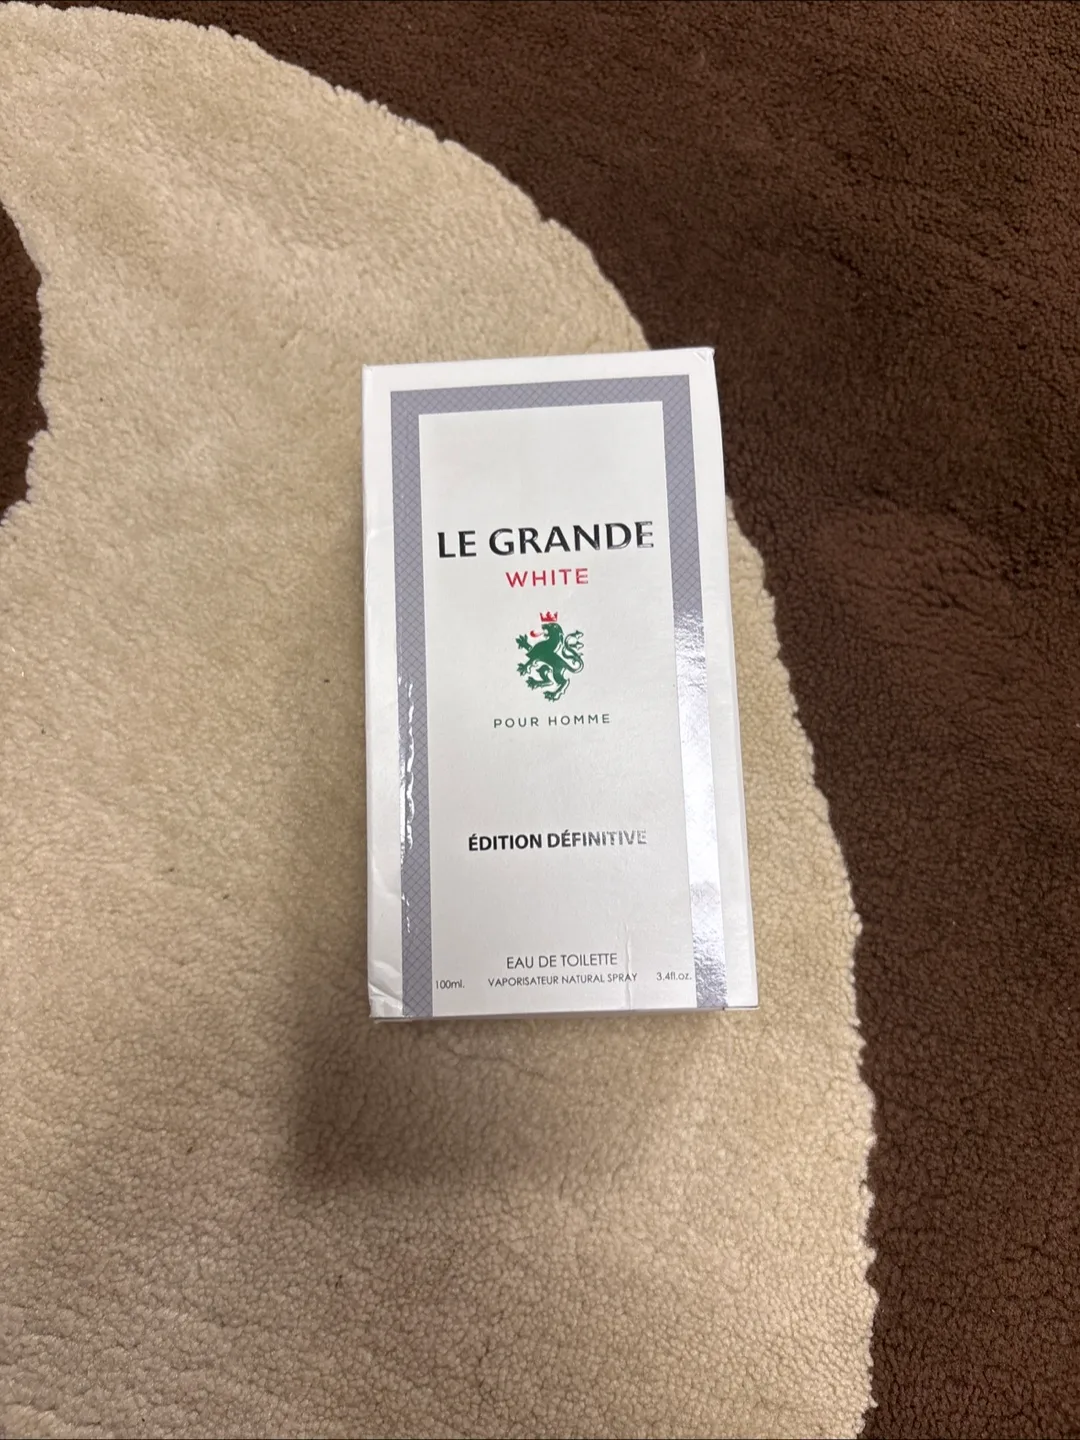 LE GRANDE
WHITE
POUR HOMME
ÉDITION DÉFINITIVE
EAU DE TOILETTE
100ml. VAPORISATEUR NATURAL SPRAY 3.4fl.oz.